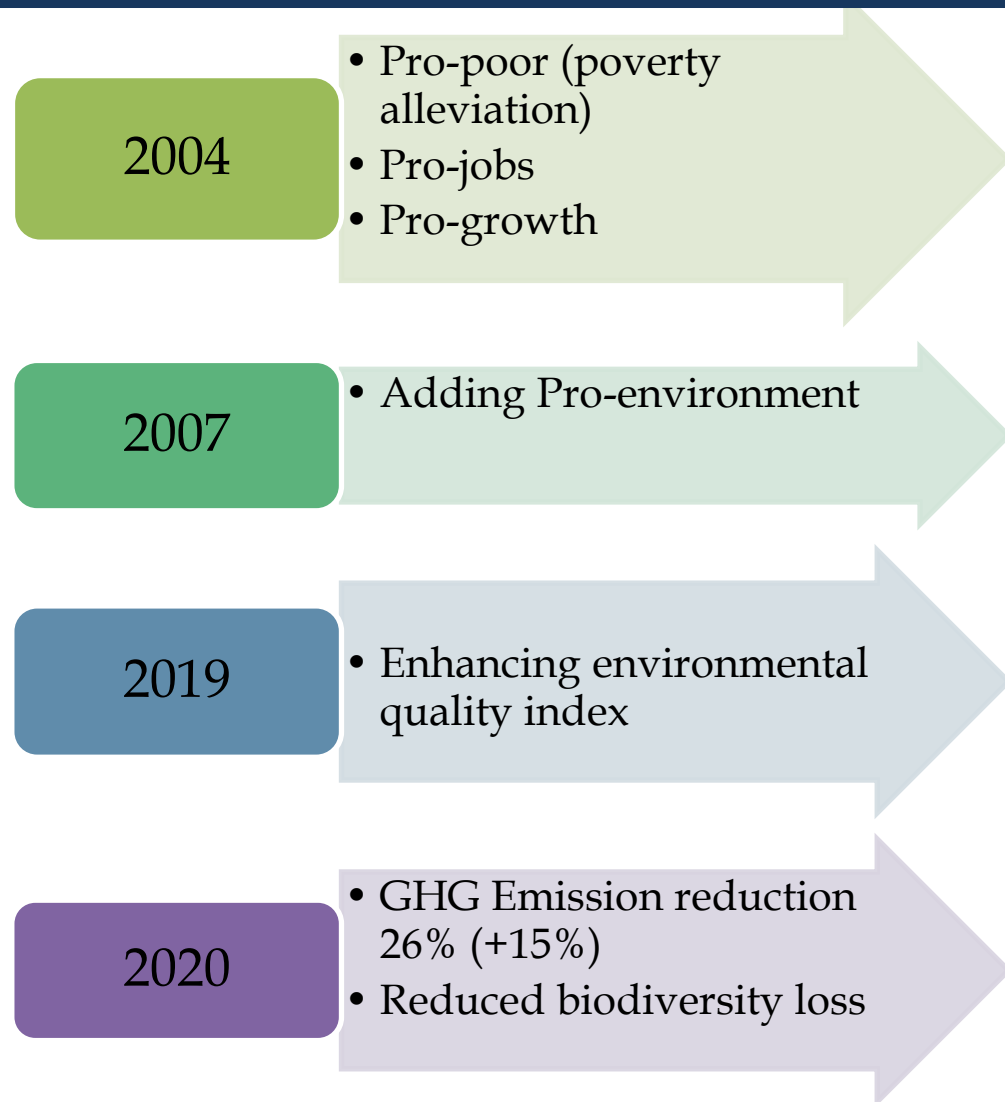 2004
• Pro-poor (poverty
alleviation)
• Pro-jobs
• Pro-growth
2007
• Adding Pro-environment
2019
• Enhancing environmental
quality index
2020
• GHG Emission reduction
26% (+15%)
• Reduced biodiversity loss